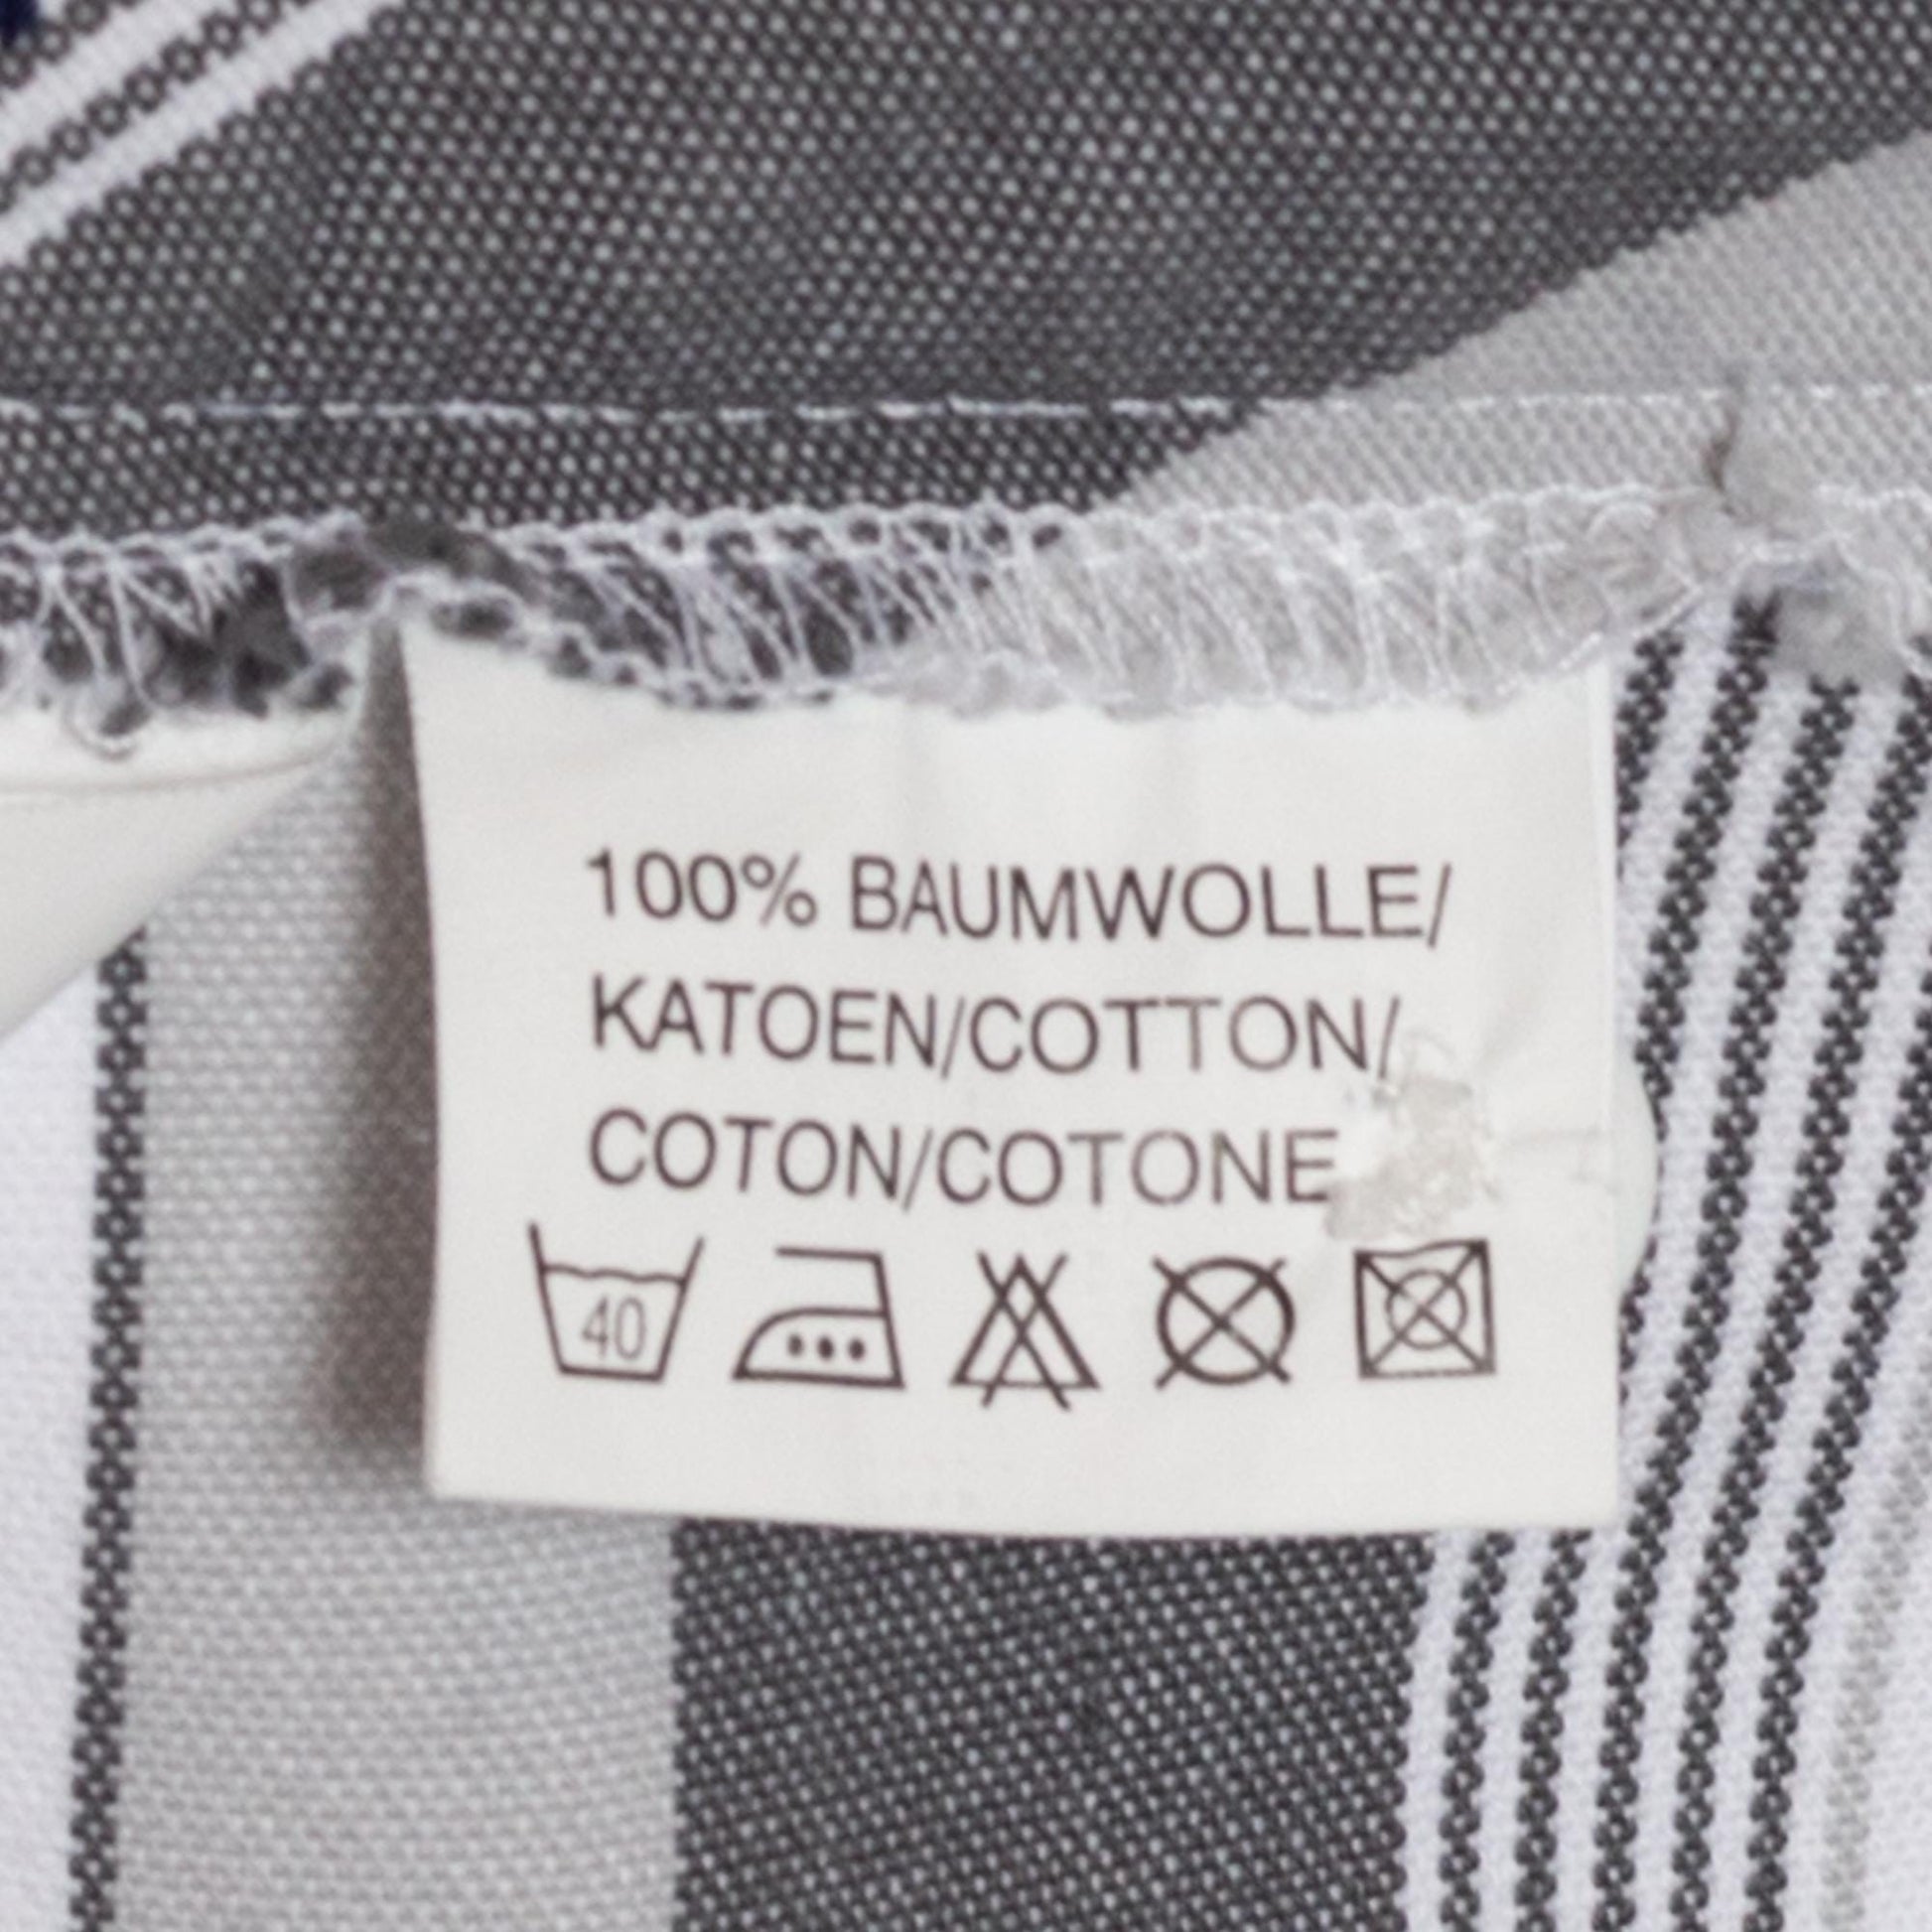 100% BAUMWOLLE/
KATOEN/COTTON/
COTON/COTONE
40